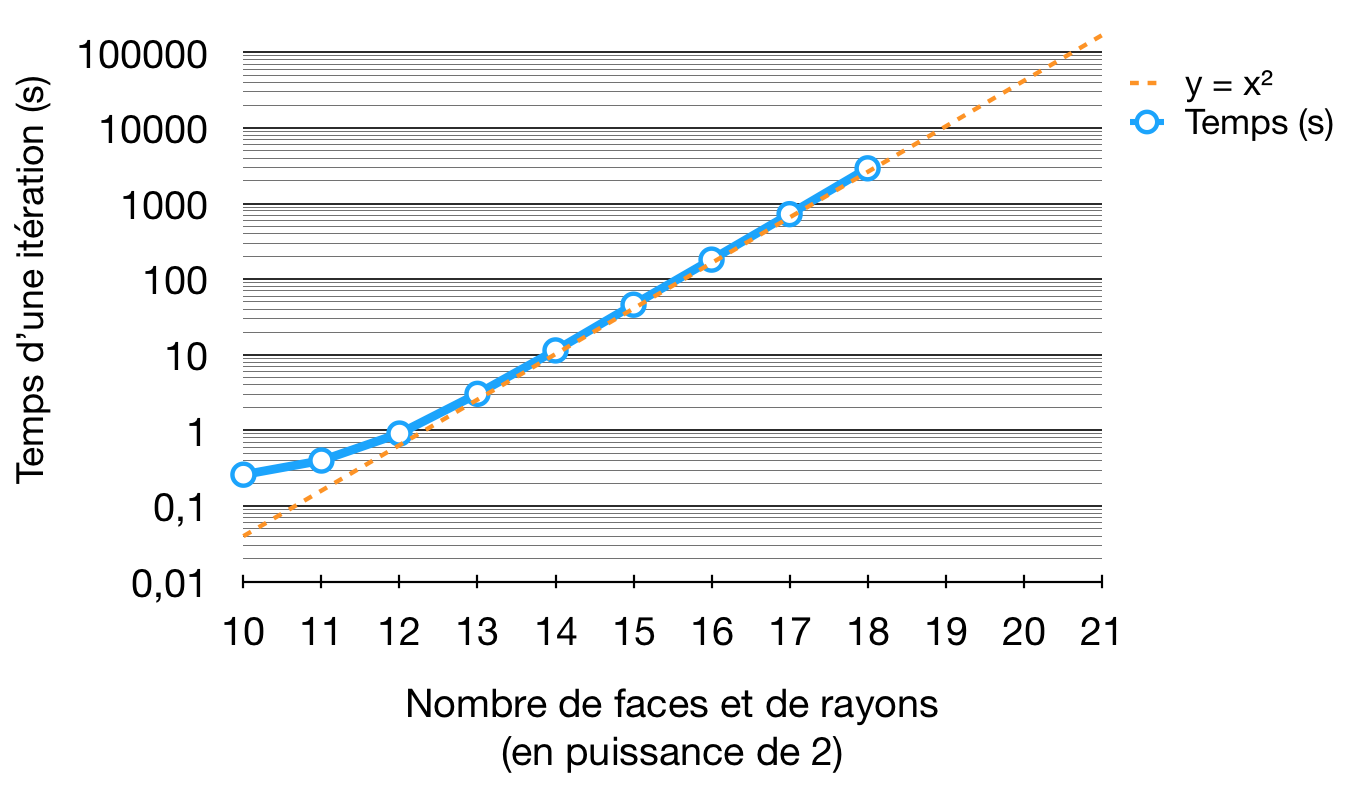 100000
10000
1000
100
10
1
0,1
0,01
Temps d’une itération (s)
10 11 12 13 14 15 16 17 18 19 20 21
Nombre de faces et de rayons
(en puissance de 2)
y = x²
Temps (s)